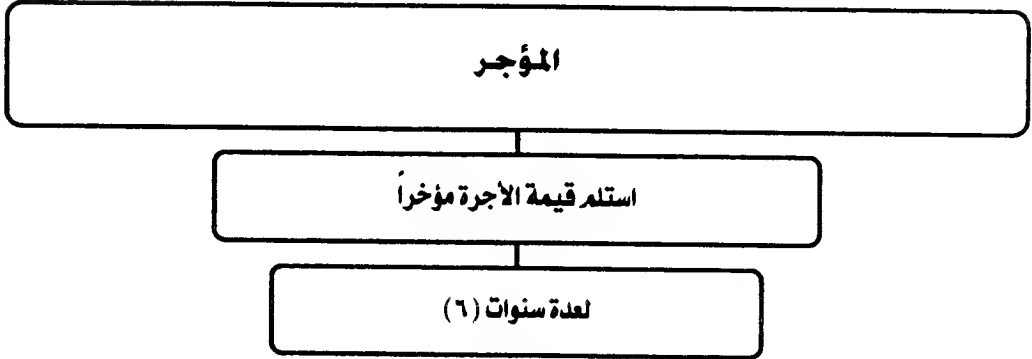 المؤجر
استلم قيمة الأجرة مؤخراً
لعدة سنوات (٦)